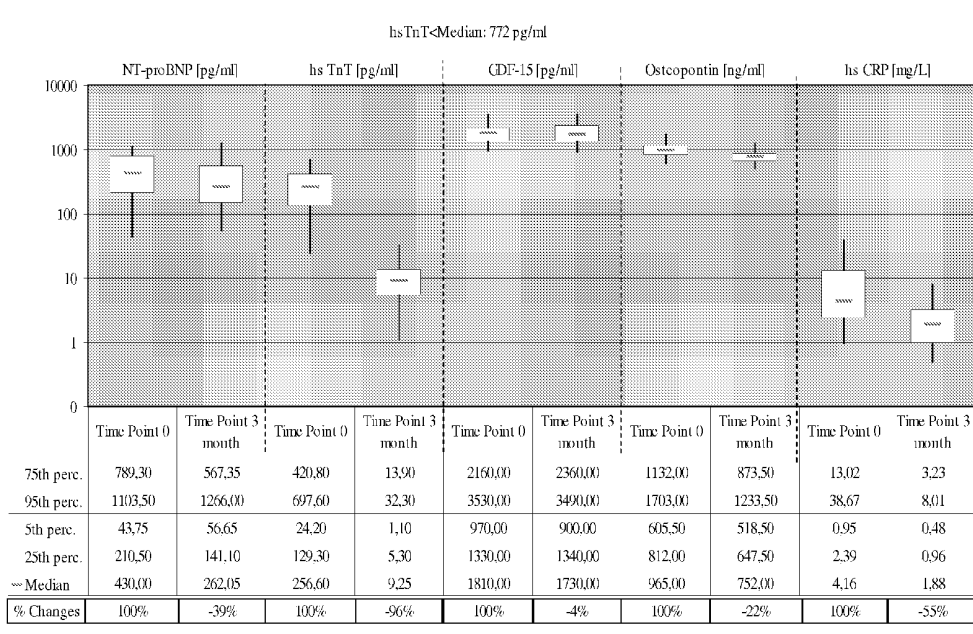 hsTnT<Median: 772 pg/ml
NT-proBNP [pg/ml] hs TnT [pg/ml] GDF-15 [pg/ml] Osteopontin [ng/ml] hs CRP [mg/L]
10000
1000
100
10
1
0
Time Point 0 Time Point 3 month Time Point 0 Time Point 3 month Time Point 0 Time Point 3 month Time Point 0 Time Point 3 month Time Point 0 Time Point 3 month
75th perc. 789,30 567,35 420,80 13,90 2160,00 2360,00 1132,00 873,50 13,02 3,23
95th perc. 1103,50 1266,00 697,60 32,30 3530,00 3490,00 1703,00 1233,50 38,67 8,01
5th perc. 43,75 56,65 24,20 1,10 970,00 900,00 605,50 518,50 0,95 0,48
25th perc. 210,50 141,10 129,30 5,30 1330,00 1340,00 812,00 647,50 2,39 0,96
Median 430,00 262,05 256,60 9,25 1810,00 1730,00 965,00 752,00 4,16 1,88
% Changes 100% -39% 100% -96% 100% -4% 100% -22% 100% -55%